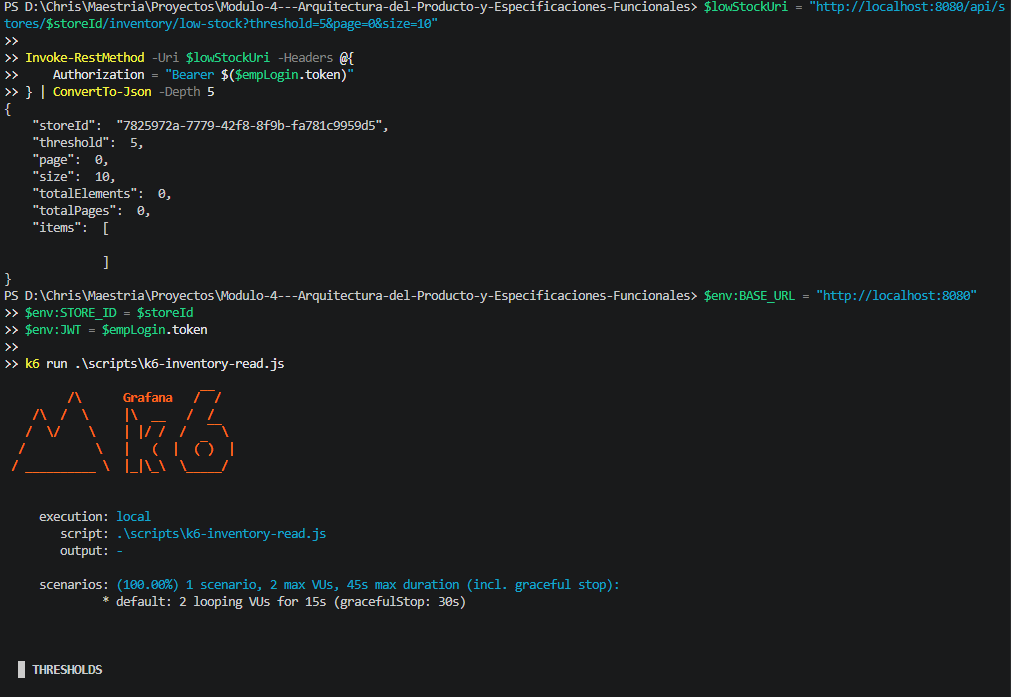 PS D:\Chris\Maestria\Proyectos\Modulo-4---Arquitectura-del-Producto-y-Especificaciones-Funcionales> $lowStockUri = "http://localhost:8080/api/s
tores/$storeId/inventory/low-stock?threshold=5&page=0&size=10"
>>
>> Invoke-RestMethod -Uri $lowStockUri -Headers @{
>>     Authorization = "Bearer $($empLogin.token)"
>> } | ConvertTo-Json -Depth 5
{
    "storeId":  "7825972a-7779-42f8-8f9b-fa781c9959d5",
    "threshold":  5,
    "page":  0,
    "size":  10,
    "totalElements":  0,
    "totalPages":  0,
    "items":  [

              ]
}
PS D:\Chris\Maestria\Proyectos\Modulo-4---Arquitectura-del-Producto-y-Especificaciones-Funcionales> $env:BASE_URL = "http://localhost:8080"
>> $env:STORE_ID = $storeId
>> $env:JWT = $empLogin.token
>>
>> k6 run .\scripts\k6-inventory-read.js
Grafana
execution: local
script: .\scripts\k6-inventory-read.js
output: -
scenarios: (100.00%) 1 scenario, 2 max VUs, 45s max duration (incl. graceful stop):
* default: 2 looping VUs for 15s (gracefulStop: 30s)
THRESHOLDS